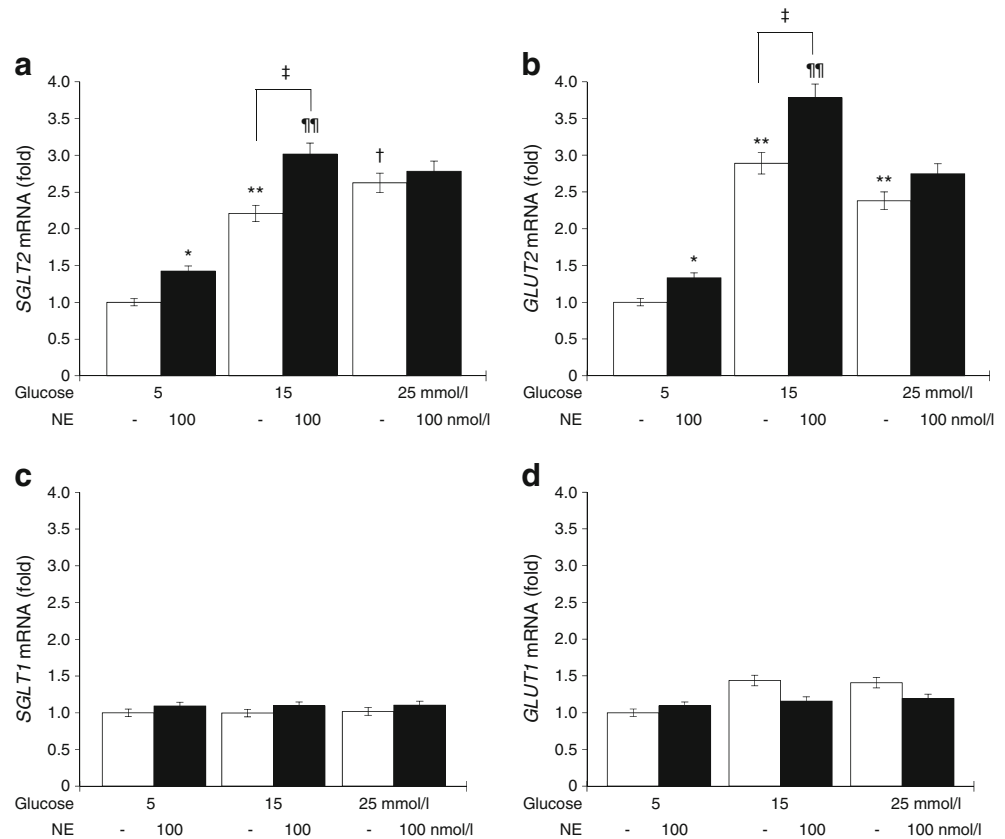 a
‡
4.0
3.5
¶¶
3.0
†
2.5
**
2.0
1.5
*
1.0
0.5
0
SGLT2 mRNA (fold)
Glucose 5 15 25 mmol/l
NE - 100 - 100 - 100 nmol/l
b
‡
4.0
¶¶
3.5
3.0
** **
2.5
2.0
1.5
*
1.0
0.5
0
GLUT2 mRNA (fold)
Glucose 5 15 25 mmol/l
NE - 100 - 100 - 100 nmol/l
c
4.0
3.5
3.0
2.5
2.0
1.5
1.0
0.5
0
SGLT1 mRNA (fold)
Glucose 5 15 25 mmol/l
NE - 100 - 100 - 100 nmol/l
d
4.0
3.5
3.0
2.5
2.0
1.5
1.0
0.5
0
GLUT1 mRNA (fold)
Glucose 5 15 25 mmol/l
NE - 100 - 100 - 100 nmol/l